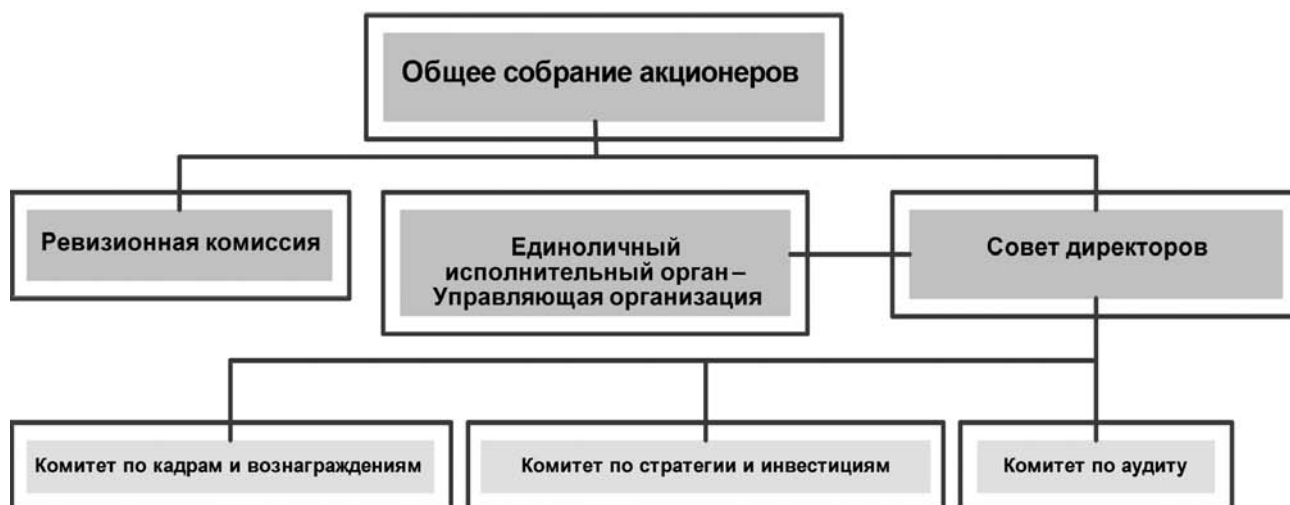 Общее собрание акционеров
Ревизионная комиссия
Единоличный
исполнительный орган –
Управляющая организация
Совет директоров
Комитет по кадрам и вознаграждениям
Комитет по стратегии и инвестициям
Комитет по аудиту